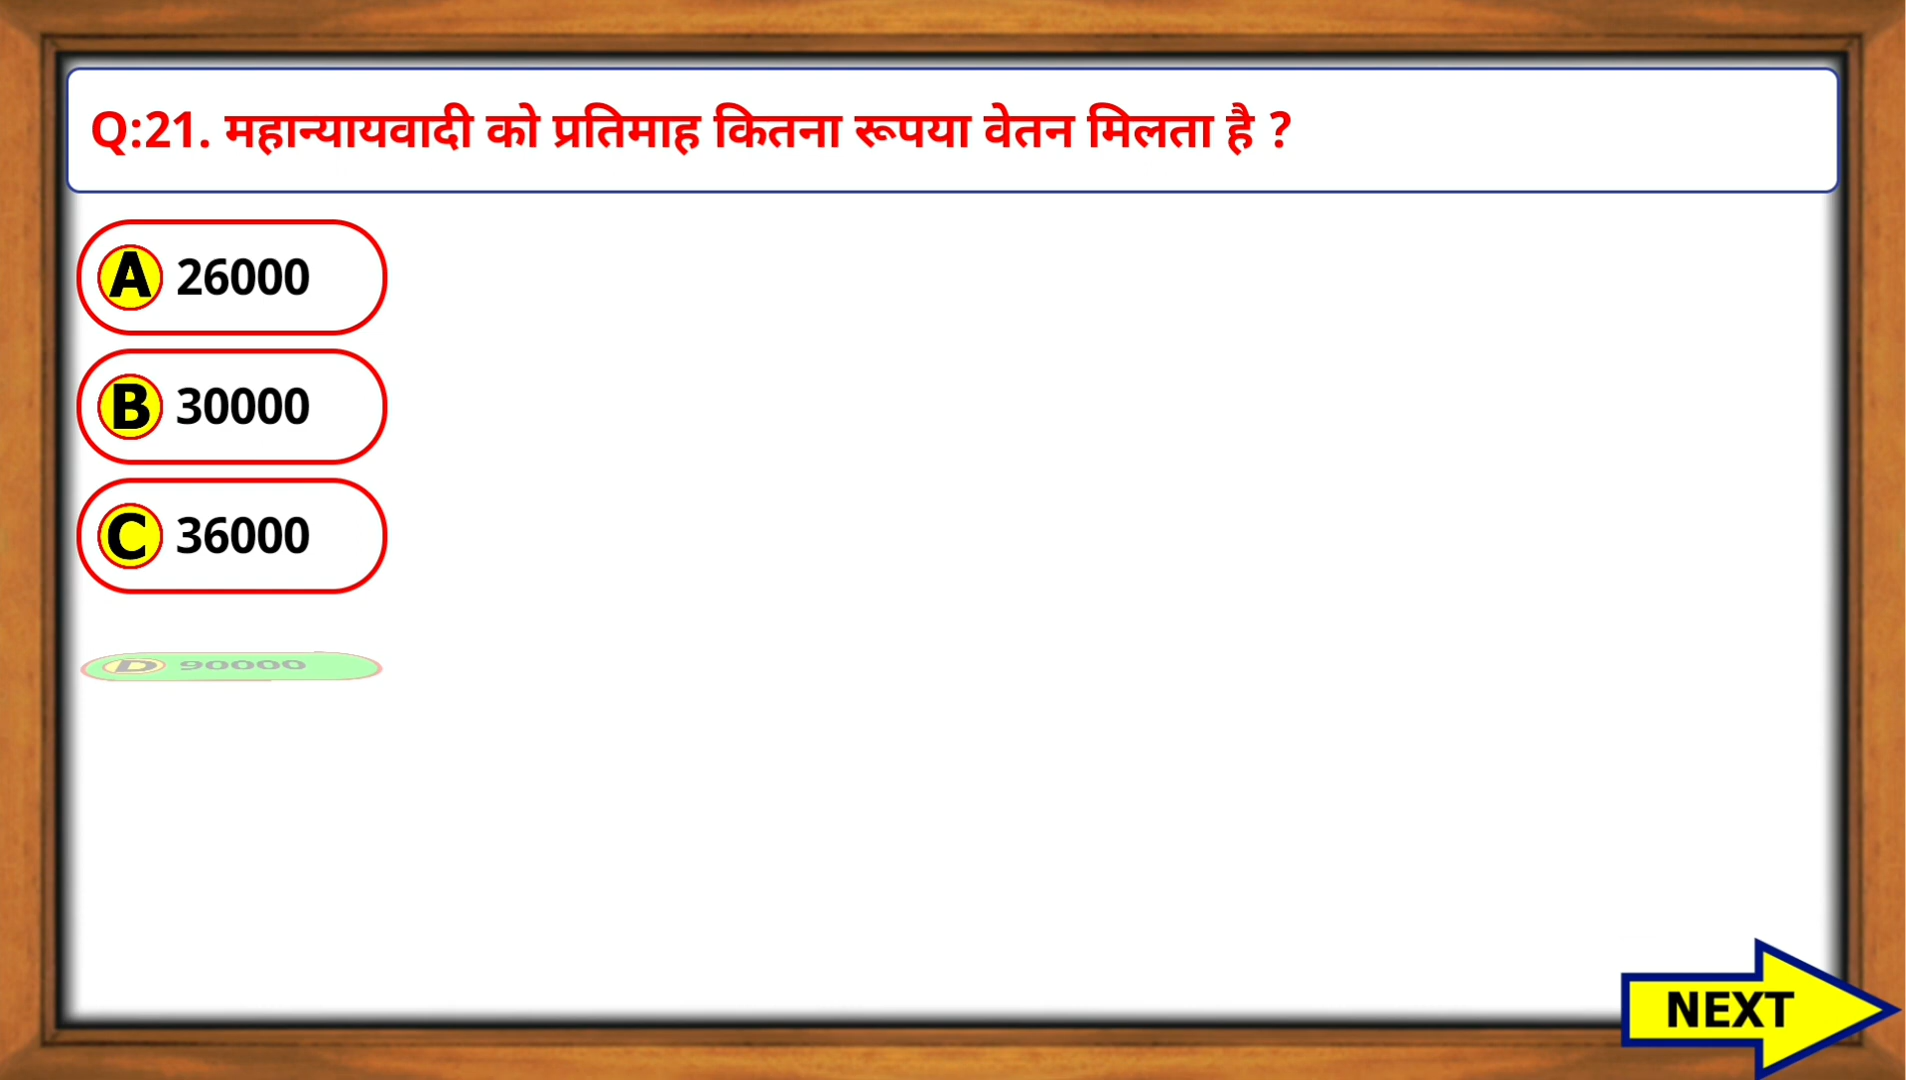 Q:21. महान्यायवादी को प्रतिमाह कितना रूपया वेतन मिलता है ?
A 26000
B 30000
C 36000
D 90000
NEXT